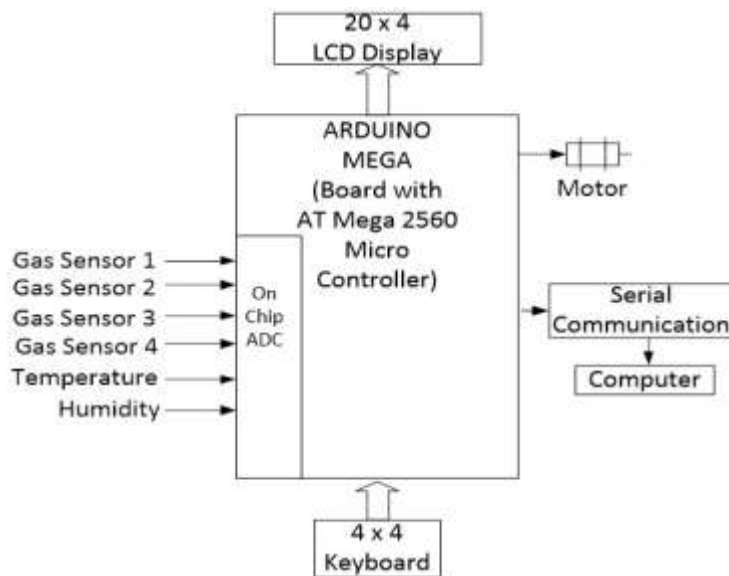 20 x 4
LCD Display
ARDUINO
MEGA
(Board with
AT Mega 2560
Micro
Controller)
Motor
Gas Sensor 1
Gas Sensor 2
Gas Sensor 3
Gas Sensor 4
Temperature
Humidity
On
Chip
ADC
Serial
Communication
Computer
4 x 4
Keyboard